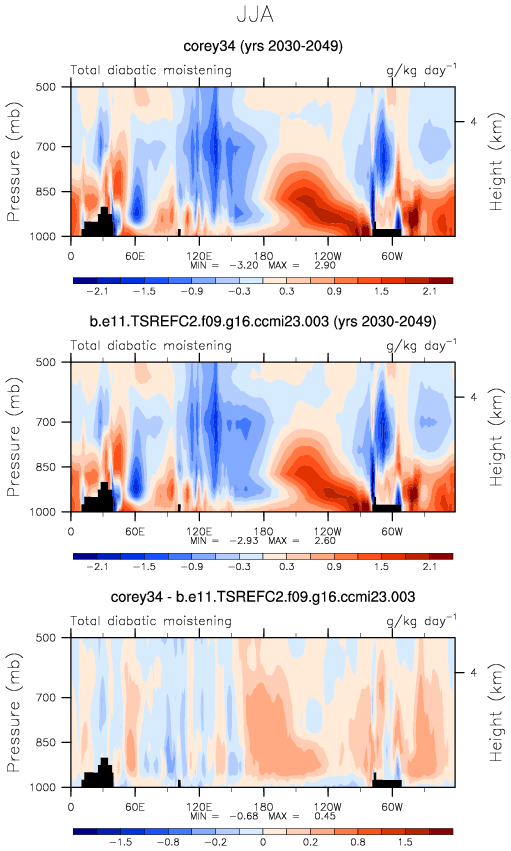 JJA
corey34 (yrs 2030-2049)
Total diabatic moistening g/kg day−1
500
700
850
1000
Pressure (mb)
4
Height (km)
0 60E 120E 180 120W 60W
MIN = −3.20 MAX = 2.90
−2.1 −1.5 −0.9 −0.3 0.3 0.9 1.5 2.1
b.e11.TSREFC2.f09.g16.ccmi23.003 (yrs 2030-2049)
Total diabatic moistening g/kg day−1
500
700
850
1000
Pressure (mb)
4
Height (km)
0 60E 120E 180 120W 60W
MIN = −2.93 MAX = 2.60
−2.1 −1.5 −0.9 −0.3 0.3 0.9 1.5 2.1
corey34 - b.e11.TSREFC2.f09.g16.ccmi23.003
Total diabatic moistening g/kg day−1
500
700
850
1000
Pressure (mb)
4
Height (km)
0 60E 120E 180 120W 60W
MIN = −0.68 MAX = 0.45
−1.5 −0.8 −0.2 0 0.2 0.8 1.5